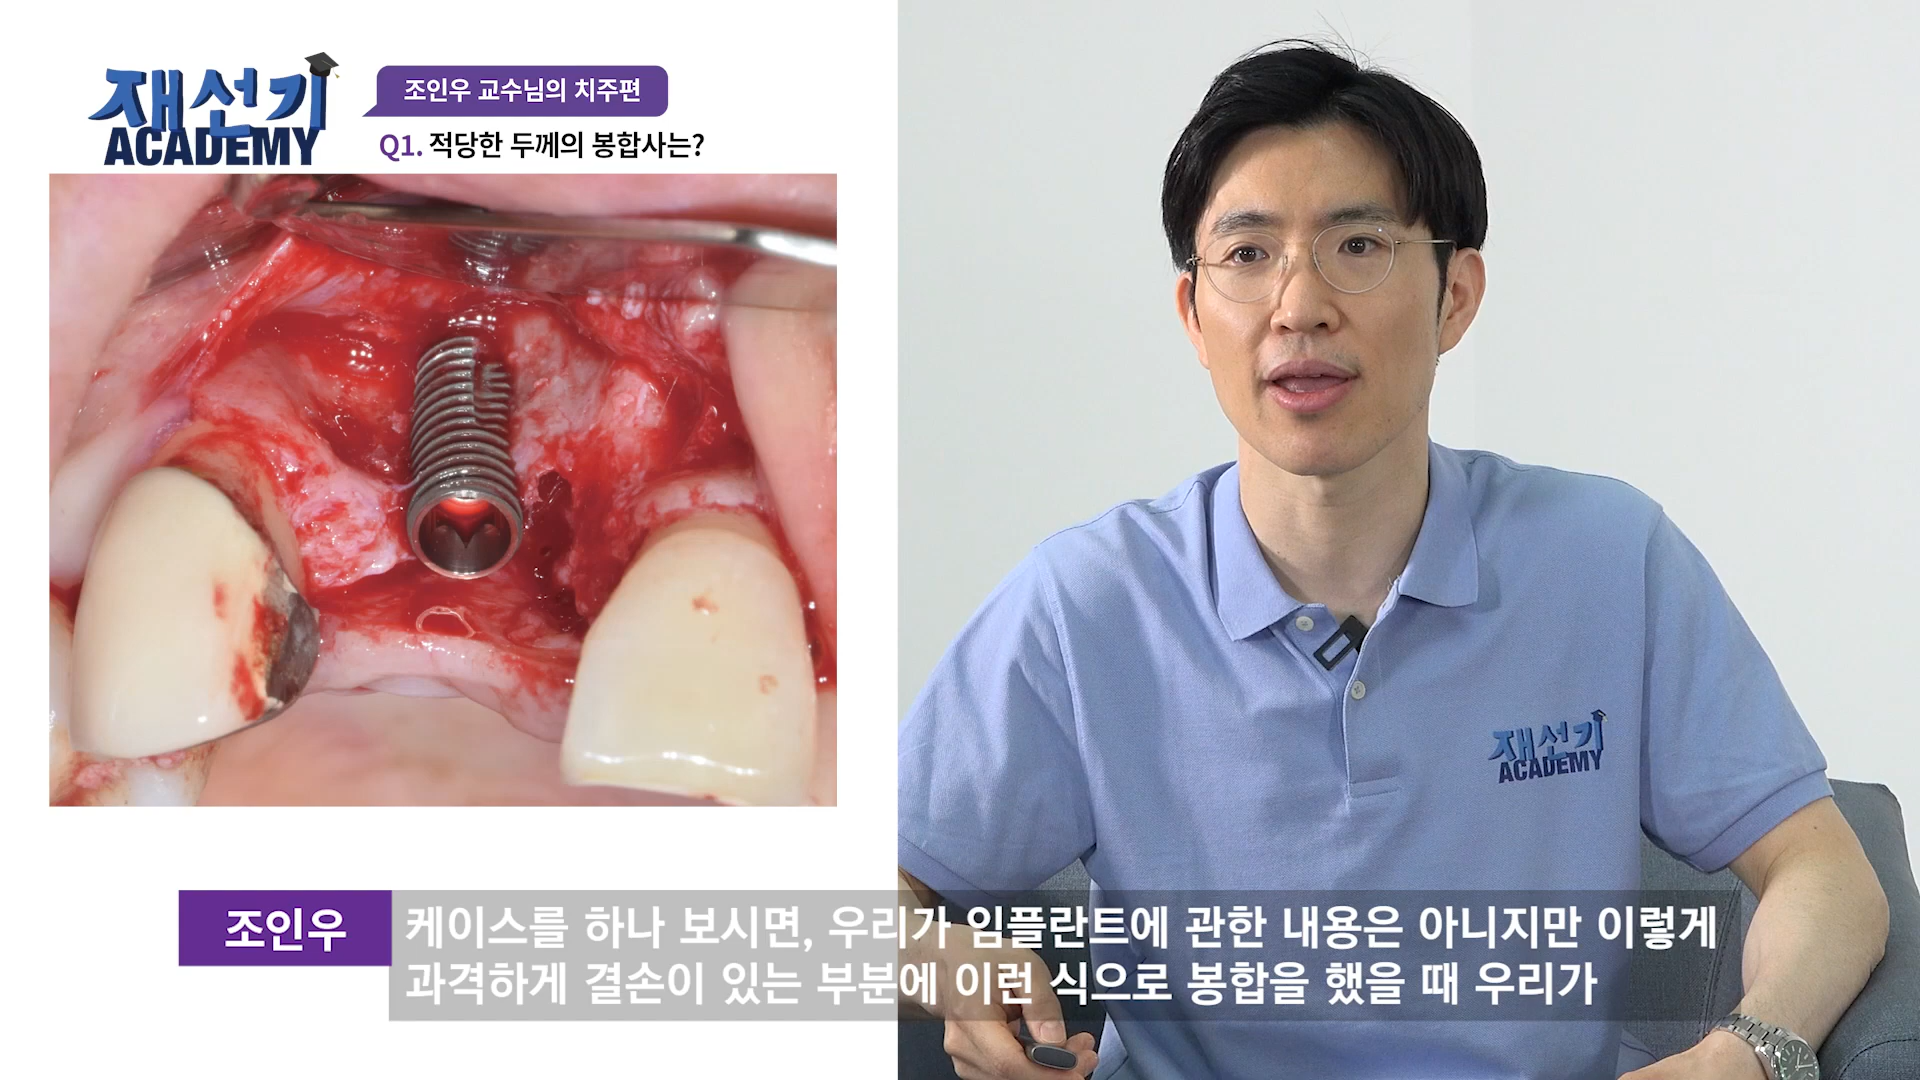 재선기
ACADEMY
조인우 교수님의 치주편
Q1. 적당한 두께의 봉합사는?
재선기
ACADEMY
조인우
케이스를 하나 보시면, 우리가 임플란트에 관한 내용은 아니지만 이렇게
과격하게 결손이 있는 부분에 이런 식으로 봉합을 했을 때 우리가